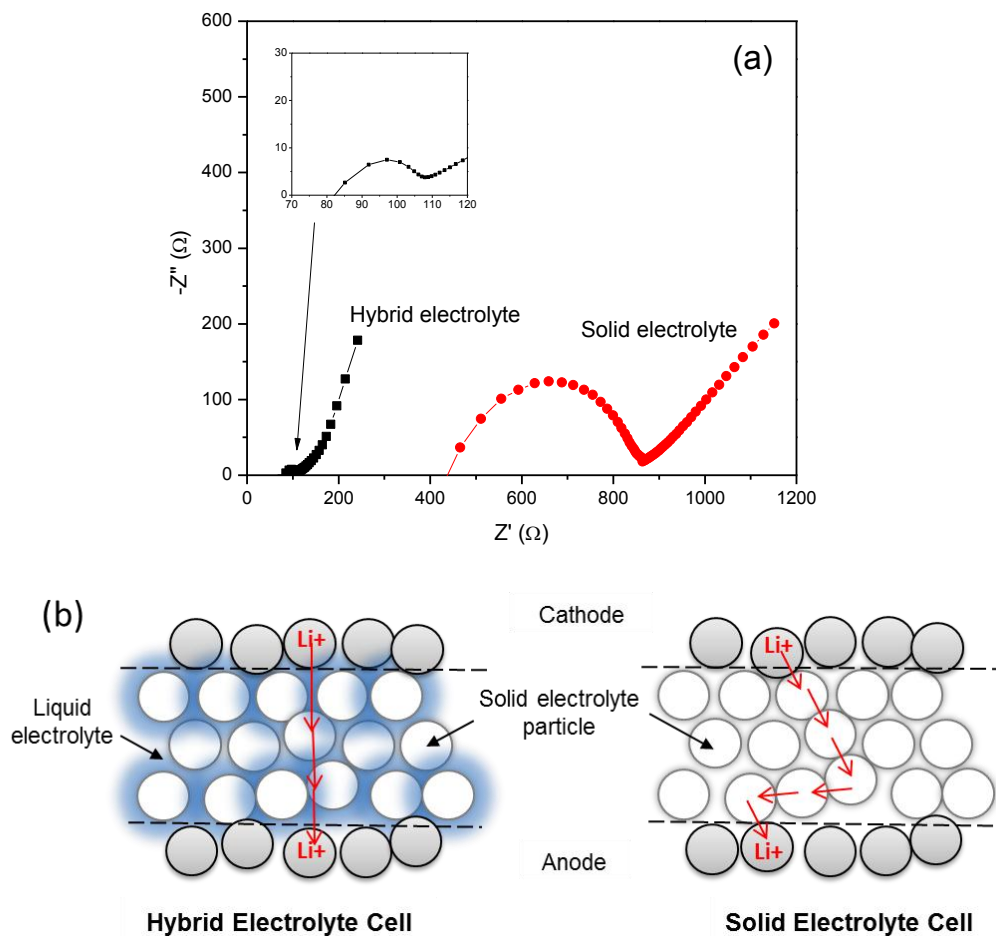 (a)
600
500
400
300
200
100
0
-Z" (Ω)
30
20
10
0
70 80 90 100 110 120
Hybrid electrolyte
Solid electrolyte
0 200 400 600 800 1000 1200
Z' (Ω)
(b)
Cathode
Li+
Li+
Liquid
electrolyte
Solid electrolyte
particle
Li+
Li+
Anode
Hybrid Electrolyte Cell
Solid Electrolyte Cell